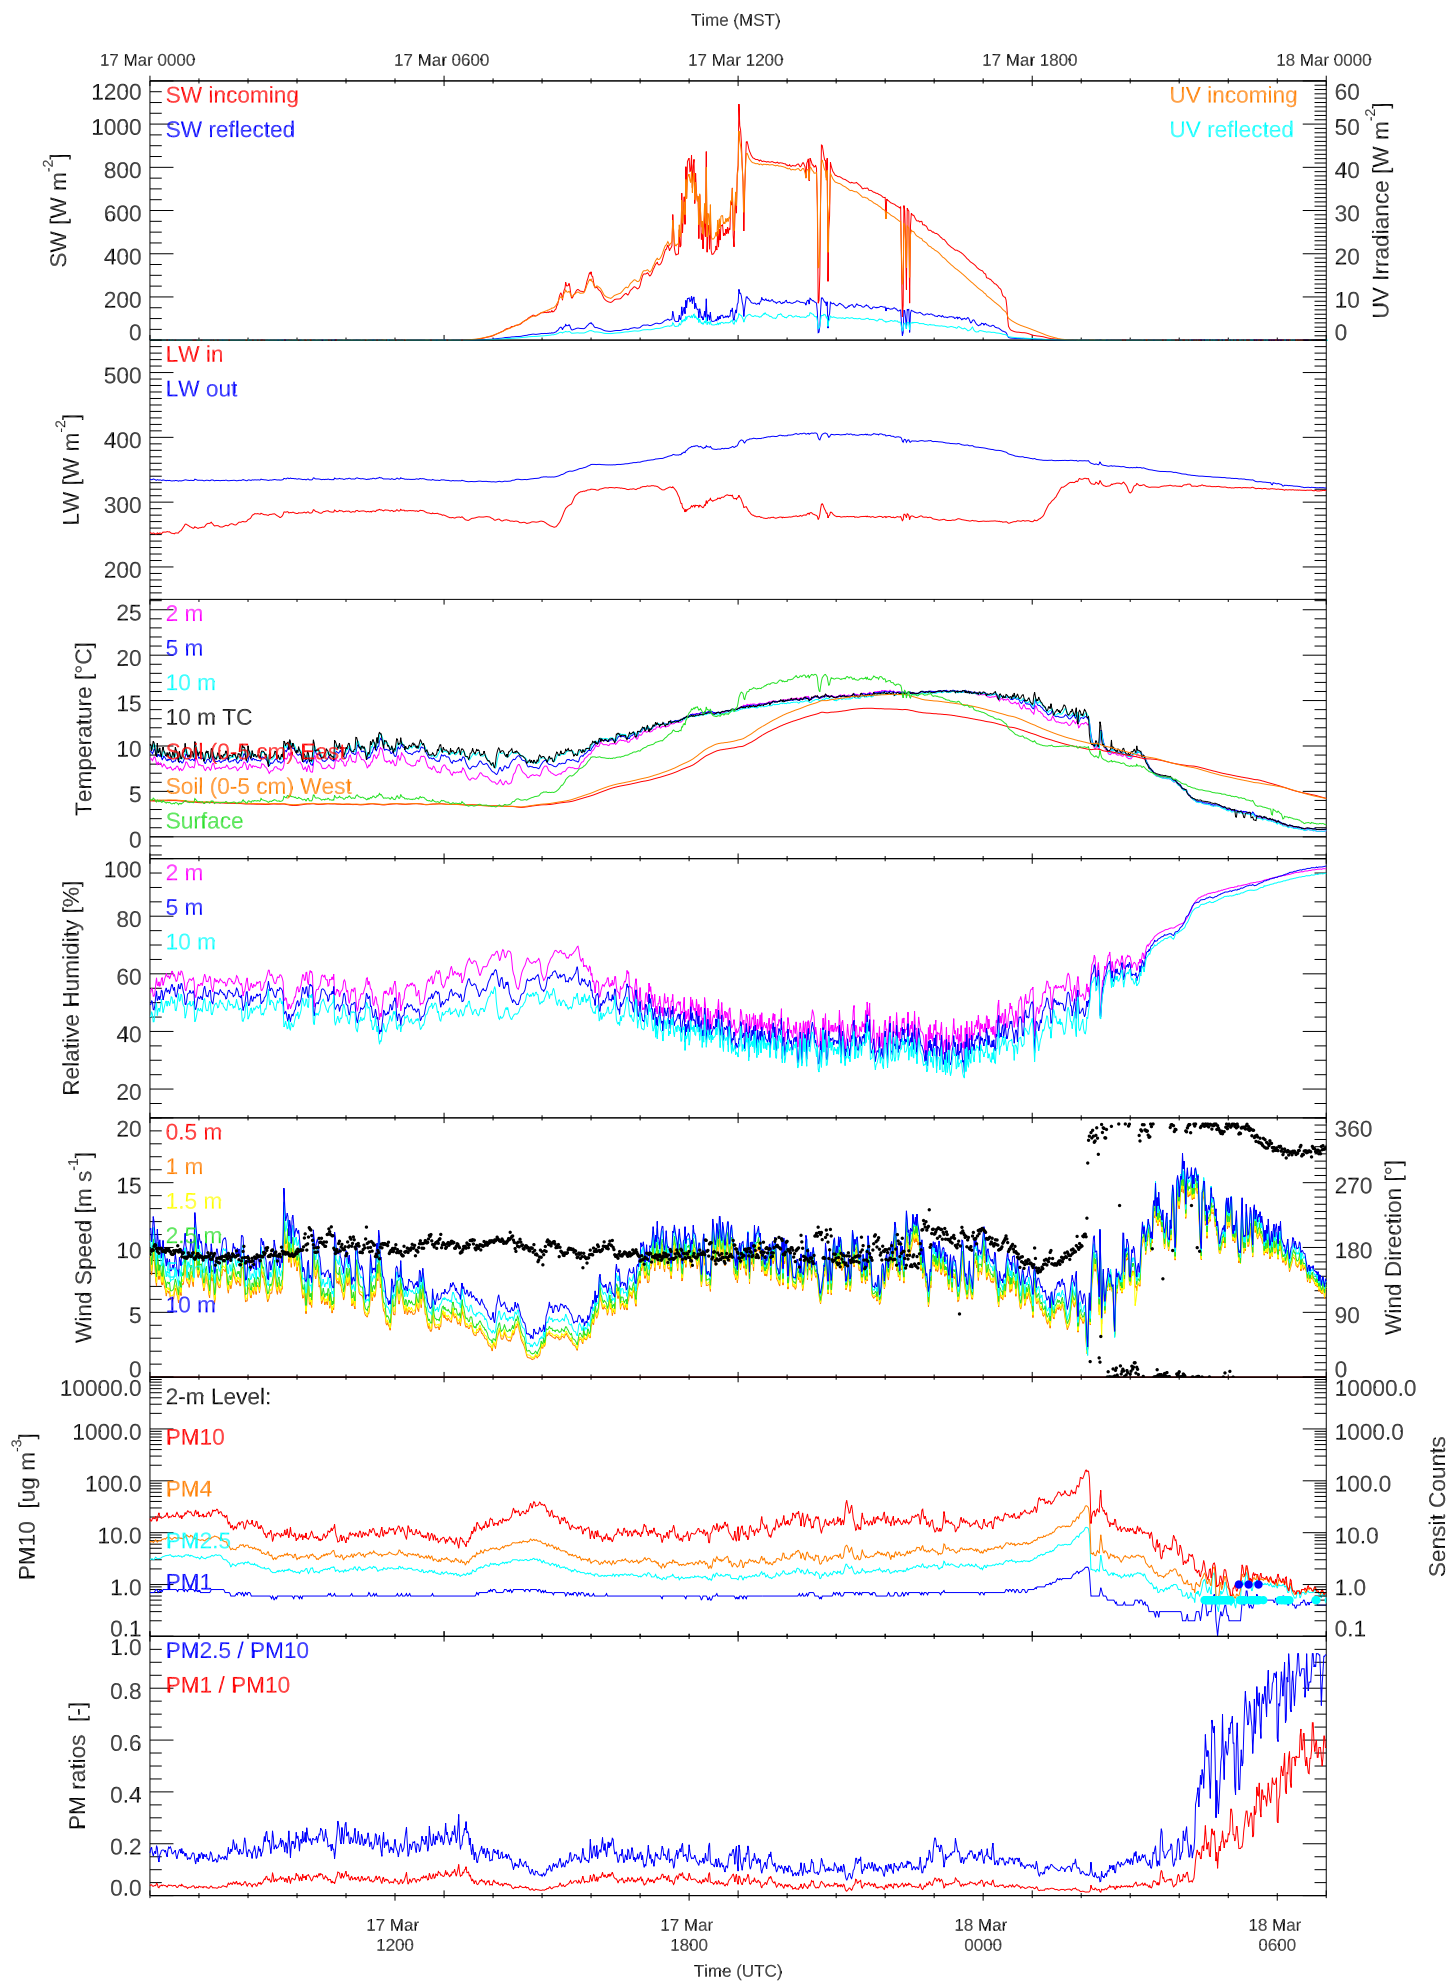 Time (MST)
17 Mar 0000 17 Mar 0600 17 Mar 1200 17 Mar 1800 18 Mar 0000
SW [W m-2]
1200
1000
800
600
400
200
0
SW incoming
SW reflected
UV incoming
UV reflected
60
50
40
30
20
10
0
UV Irradiance [W m-2]
LW [W m-2]
500
400
300
200
LW in
LW out
Temperature [°C]
25
20
15
10
5
0
2 m
5 m
10 m
10 m TC
Soil (0-5 cm) East
Soil (0-5 cm) West
Surface
Relative Humidity [%]
100
80
60
40
20
2 m
5 m
10 m
Wind Speed [m s-1]
20
15
10
5
0
0.5 m
1 m
1.5 m
2.5 m
10 m
360
270
180
90
0
Wind Direction [°]
PM10 [ug m-3]
10000.0
1000.0
100.0
10.0
1.0
0.1
2-m Level:
PM10
PM4
PM2.5
PM1
10000.0
1000.0
100.0
10.0
1.0
0.1
Sensit Counts
PM ratios [-]
1.0
0.8
0.6
0.4
0.2
0.0
PM2.5 / PM10
PM1 / PM10
17 Mar 17 Mar 18 Mar 18 Mar
1200 1800 0000 0600
Time (UTC)